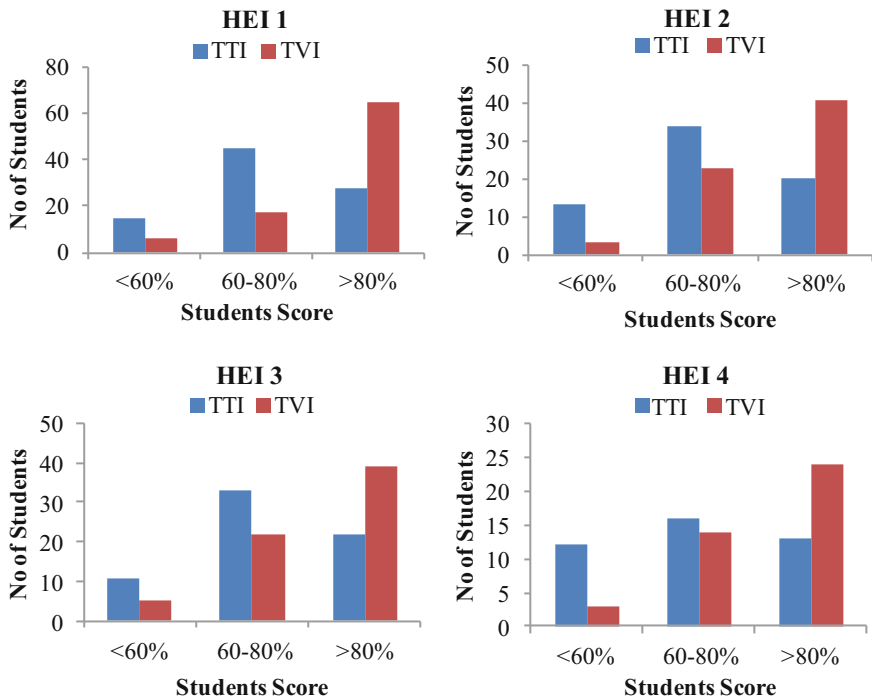 HEI 1
TTI TVI
No of Students
80
60
40
20
0
<60% 60-80% >80%
Students Score
HEI 2
TTI TVI
No of Students
50
40
30
20
10
0
<60% 60-80% >80%
Students Score
HEI 3
TTI TVI
No of Students
50
40
30
20
10
0
<60% 60-80% >80%
Students Score
HEI 4
TTI TVI
No of Students
30
25
20
15
10
5
0
<60% 60-80% >80%
Students Score